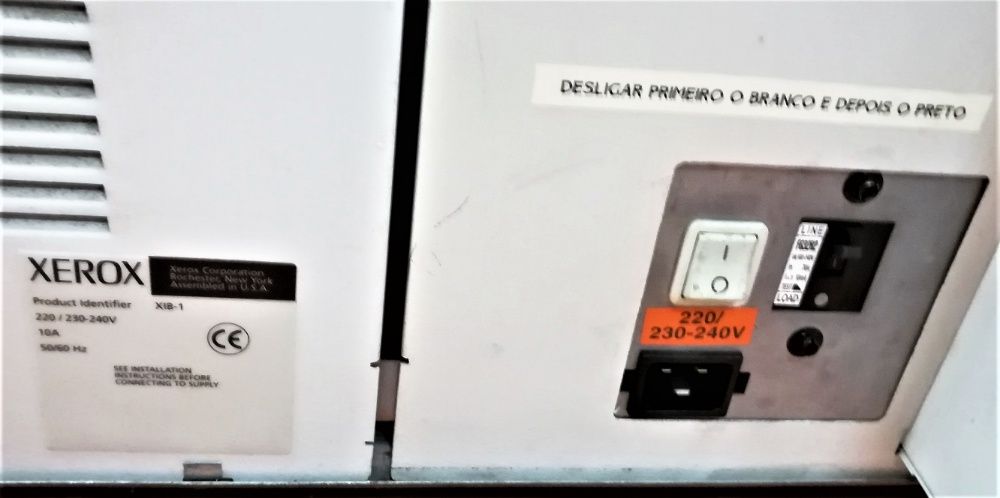 DESLIGAR PRIMEIRO O BRANCO E DEPOIS O PRETO
XEROX
Xerox Corporation
Rochester, New York
Assembled in U.S.A.
Product Identifier XIB-1
220 / 230-240V
10A
50/60 Hz
CE
SEE INSTALLATION
INSTRUCTIONS BEFORE
CONNECTING TO SUPPLY
LINE
LOAD
220/
230-240V